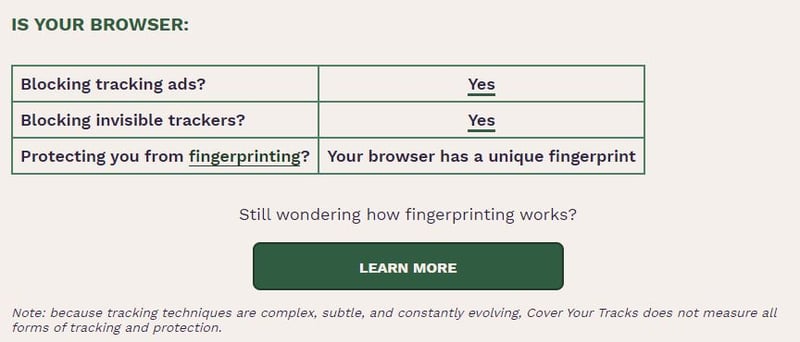 IS YOUR BROWSER:
Blocking tracking ads? Yes
Blocking invisible trackers? Yes
Protecting you from fingerprinting? Your browser has a unique fingerprint
Still wondering how fingerprinting works?
LEARN MORE
Note: because tracking techniques are complex, subtle, and constantly evolving, Cover Your Tracks does not measure all
forms of tracking and protection.